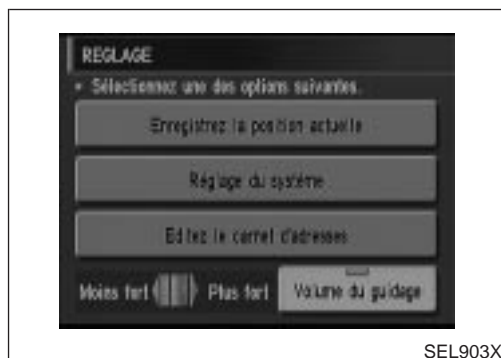 REGLAGE
Sélectionnez une des options suivantes.
Enregistrez la position actuelle
Réglage du système
Editez le carnet d'adresses
Moins fort Plus fort Volume du guidage
SEL903X